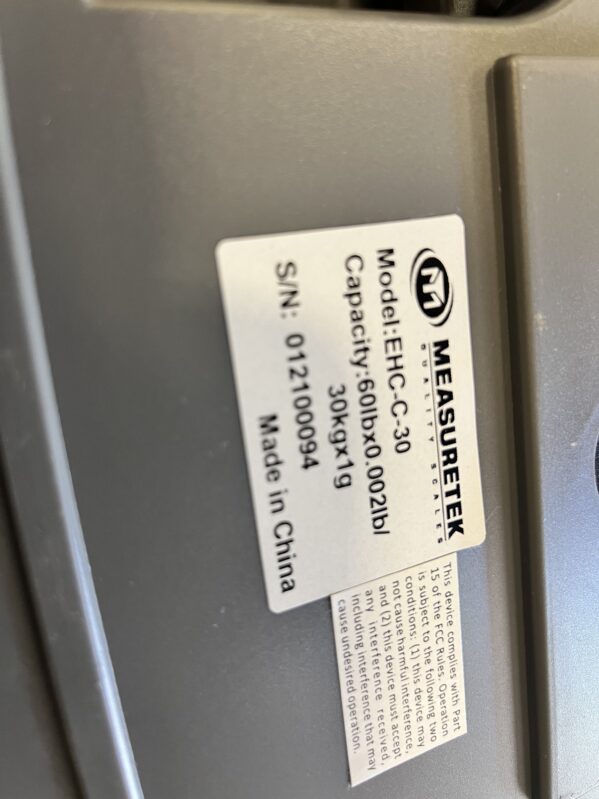 MEASURETEK
QUALITY SCALES
Model:EHC-C-30
Capacity:60lbx0.002lb/
30kgx1g
S/N: 012100094
Made in China
This device complies with Part
15 of the FCC Rules. Operation
is subject to the following two
conditions: (1) this device may
not cause harmful interference,
and (2) this device must accept
any interference received,
including interference that may
cause undesired operation.